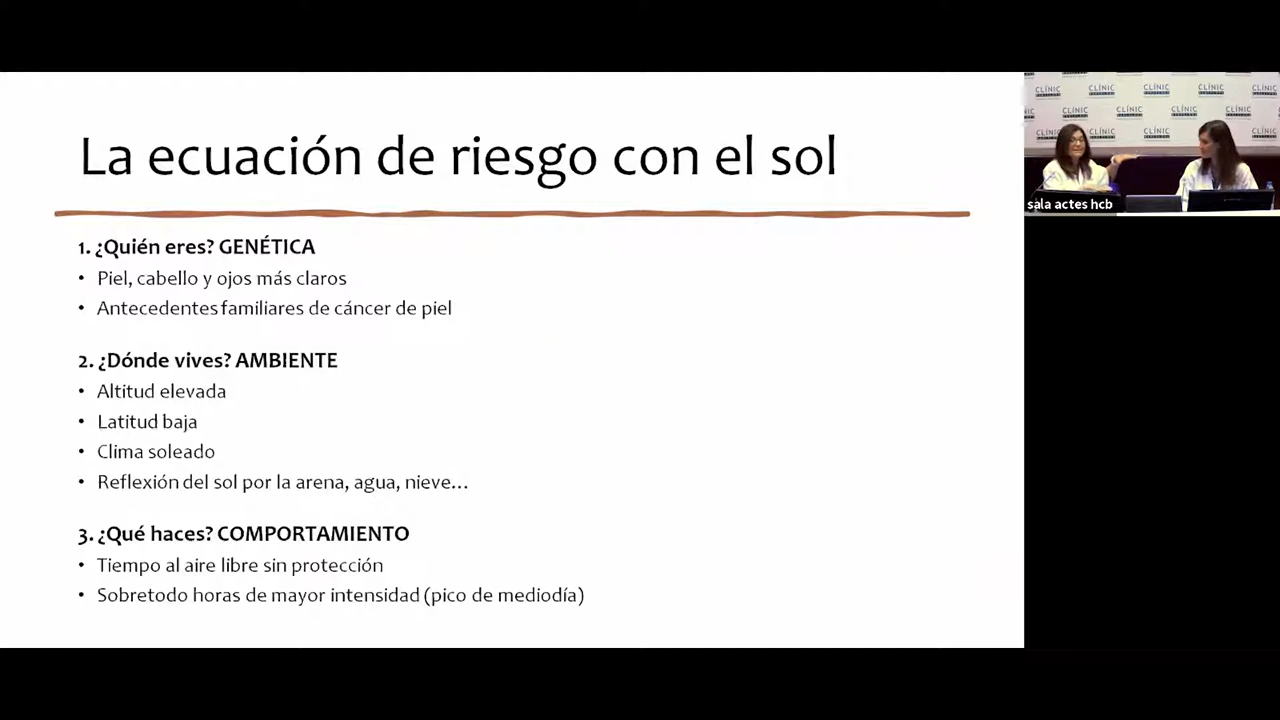 La ecuación de riesgo con el sol
1. ¿Quién eres? GENÉTICA
• Piel, cabello y ojos más claros
• Antecedentes familiares de cáncer de piel
2. ¿Dónde vives? AMBIENTE
• Altitud elevada
• Latitud baja
• Clima soleado
• Reflexión del sol por la arena, agua, nieve…
3. ¿Qué haces? COMPORTAMIENTO
• Tiempo al aire libre sin protección
• Sobretodo horas de mayor intensidad (pico de mediodía)
CLÍNIC
BARCELONA
sala actes hcb